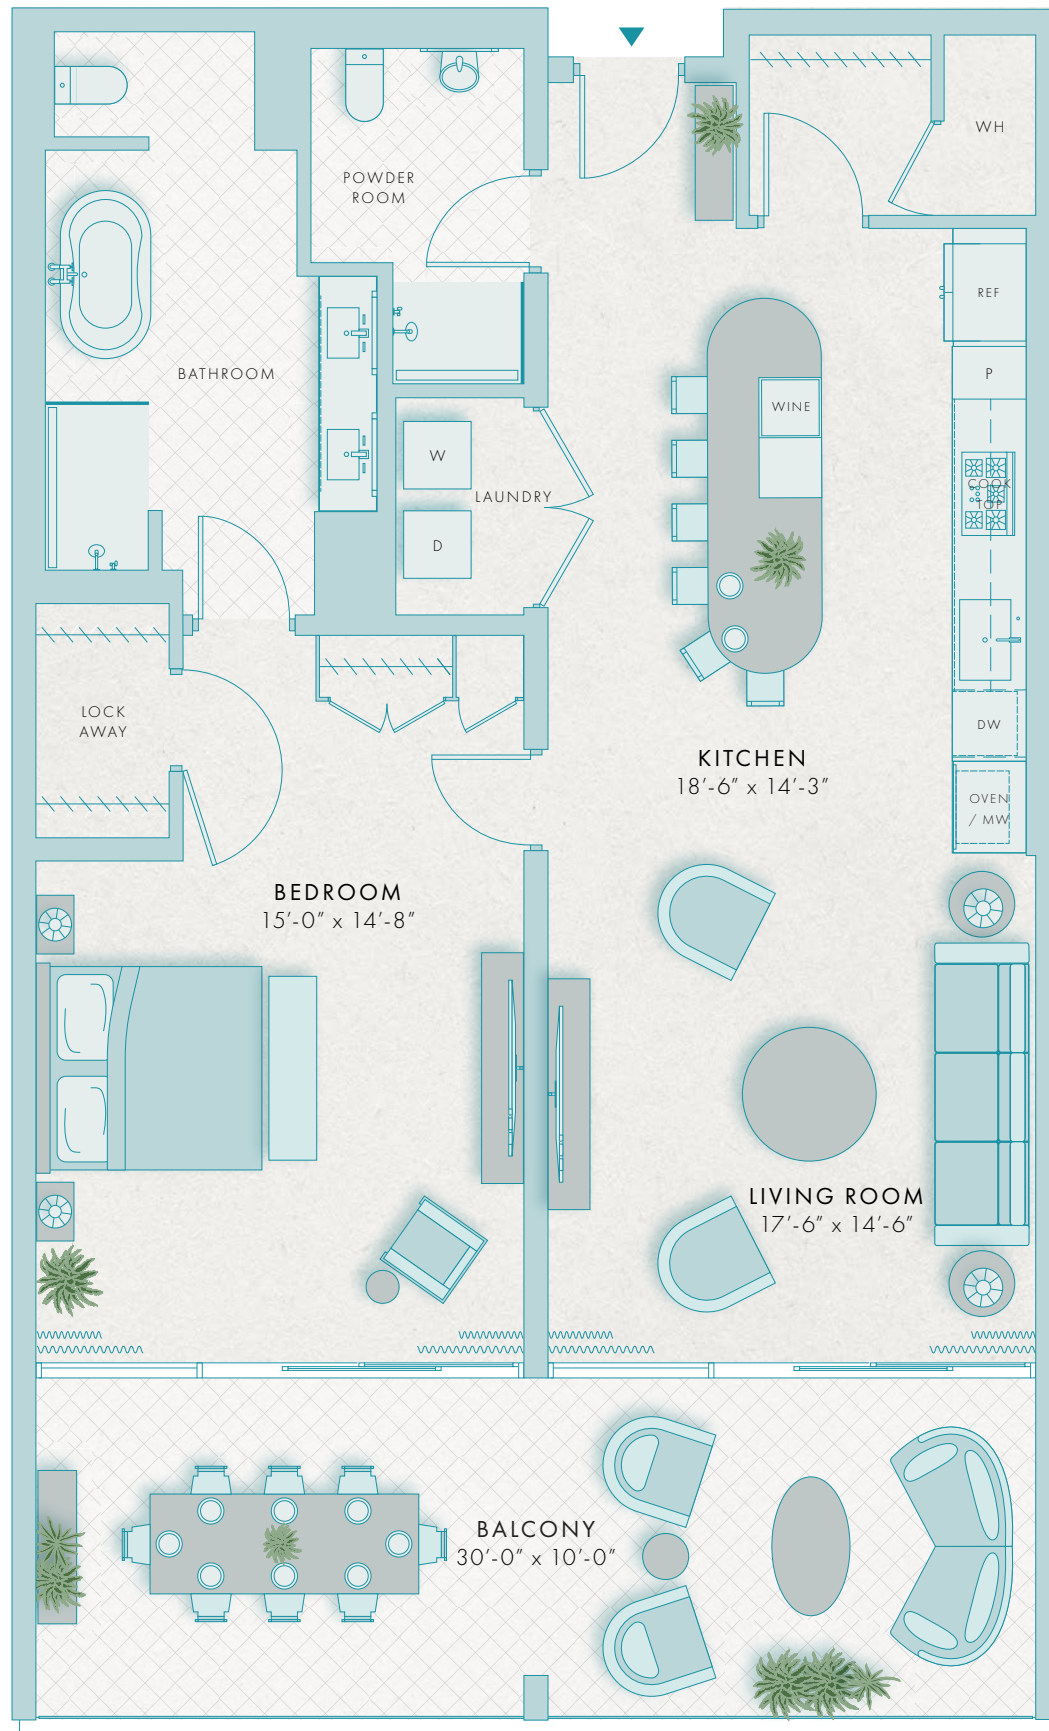 WH
POWDER
ROOM
REF
BATHROOM
P
WINE
W
LAUNDRY
COOK
TOP
D
LOCK
AWAY
DW
KITCHEN
18'-6" x 14'-3"
OVEN
/ MW
BEDROOM
15'-0" x 14'-8"
LIVING ROOM
17'-6" x 14'-6"
BALCONY
30'-0" x 10'-0"